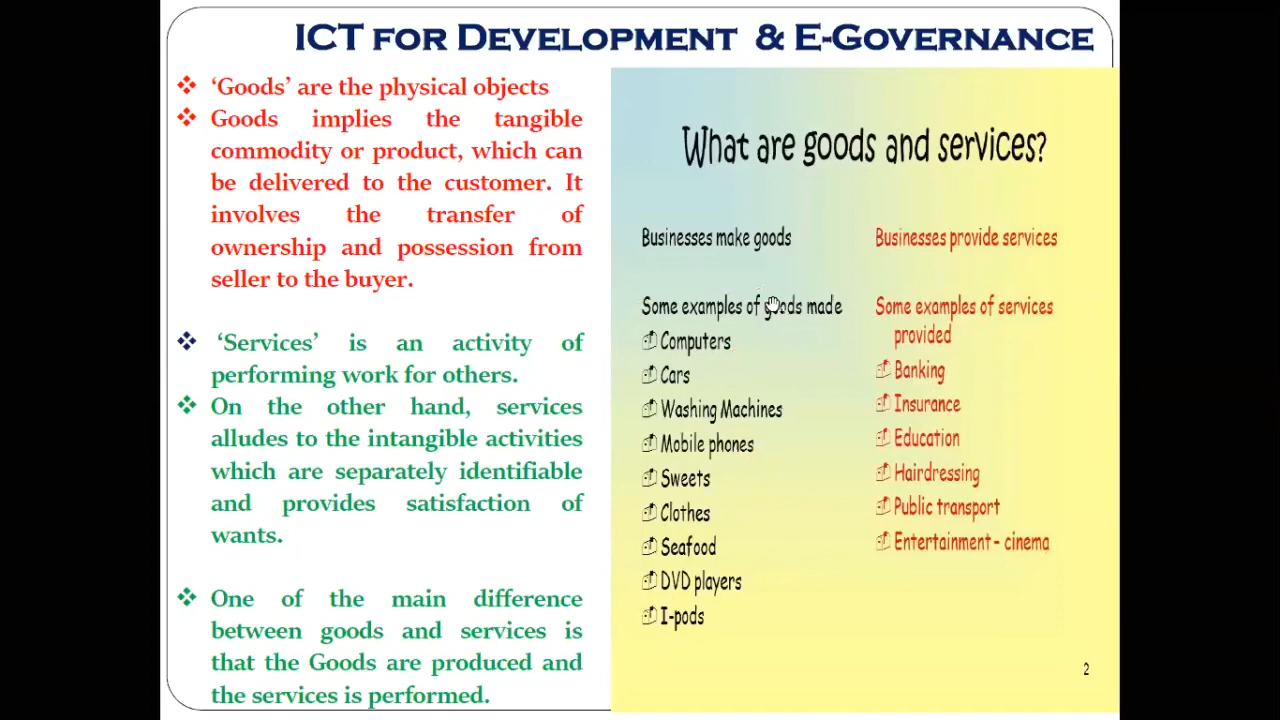 ICT FOR DEVELOPMENT & E-GOVERNANCE
‘Goods’ are the physical objects
Goods implies the tangible
commodity or product, which can
be delivered to the customer. It
involves the transfer of
ownership and possession from
seller to the buyer.
‘Services’ is an activity of
performing work for others.
On the other hand, services
alludes to the intangible activities
which are separately identifiable
and provides satisfaction of
wants.
One of the main difference
between goods and services is
that the Goods are produced and
the services is performed.
What are goods and services?
Businesses make goods
Some examples of goods made
Computers
Cars
Washing Machines
Mobile phones
Sweets
Clothes
Seafood
DVD players
I-pods
Businesses provide services
Some examples of services
provided
Banking
Insurance
Education
Hairdressing
Public transport
Entertainment - cinema
2